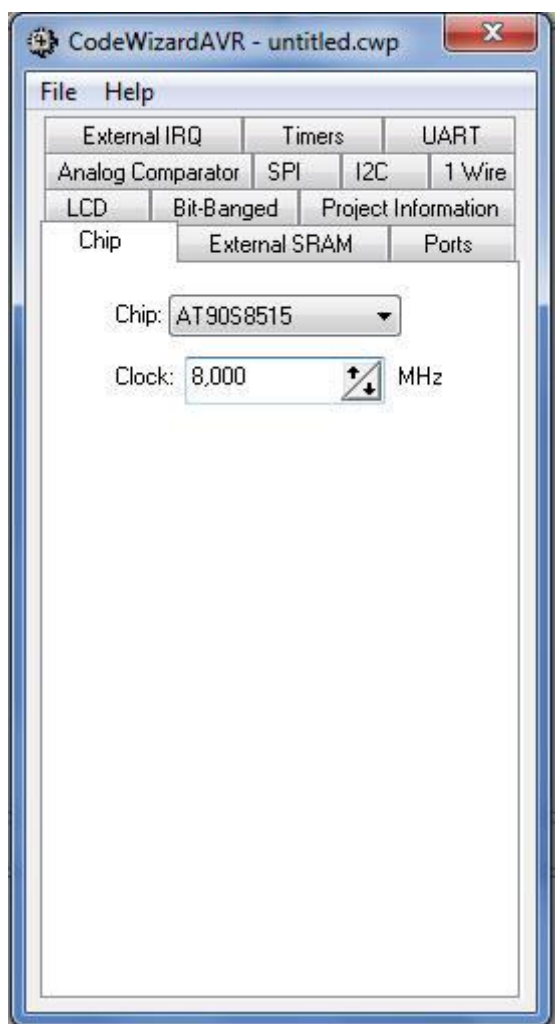 CodeWizardAVR - untitled.cwp
File Help
External IRQ Timers UART
Analog Comparator SPI I2C 1 Wire
LCD Bit-Banged Project Information
Chip External SRAM Ports
Chip: AT90S8515
Clock: 8,000 MHz